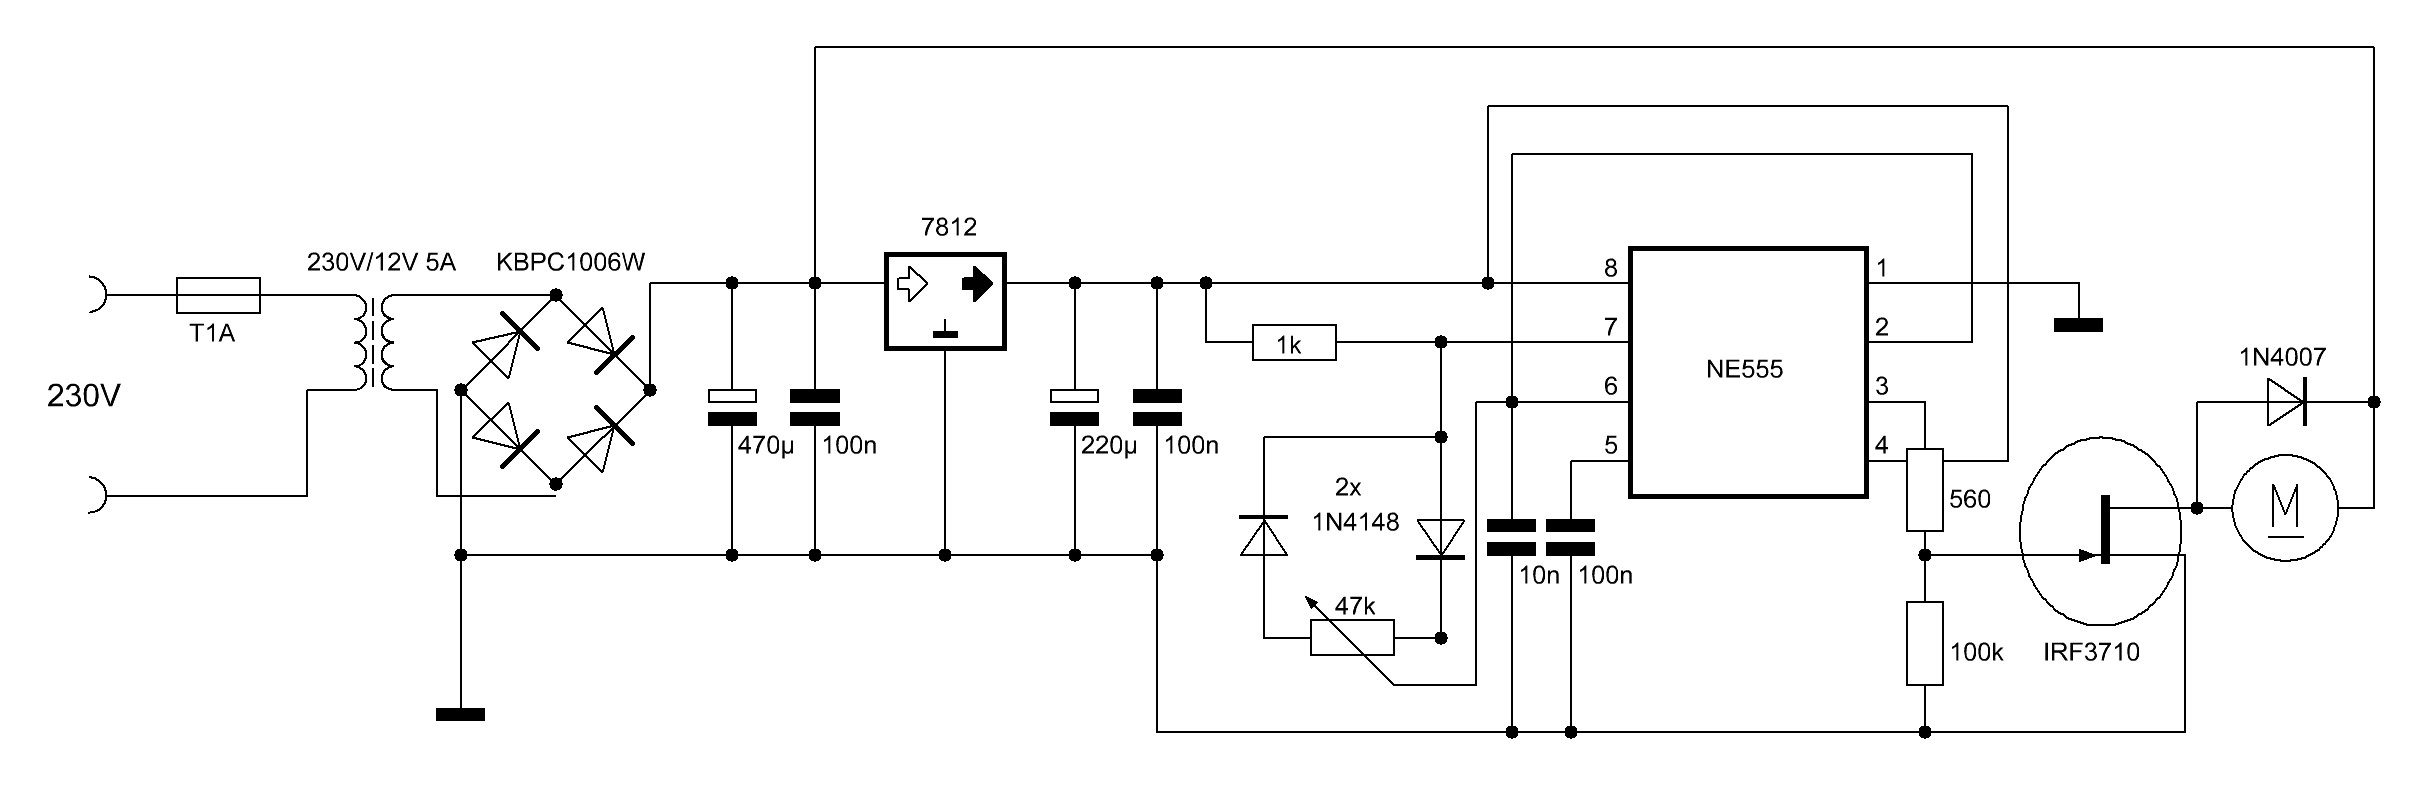 230V
T1A
230V/12V 5A
KBPC1006W
470µ
100n
7812
220µ
100n
1k
2x
1N4148
47k
10n
100n
NE555
8
7
6
5
1
2
3
4
560
100k
IRF3710
1N4007
M